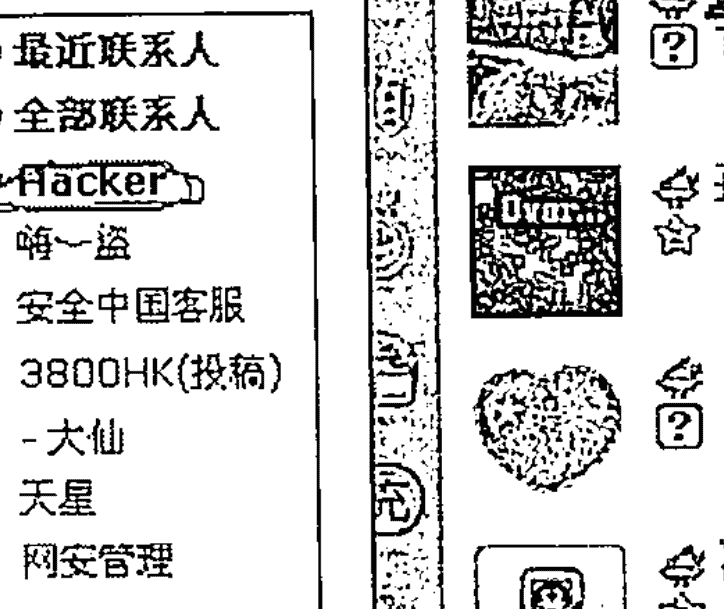 最近联系人
全部联系人
Hacker
嗨~盗
安全中国客服
3800HK(投稿)
-大仙
天星
网安管理
Over...
?
?